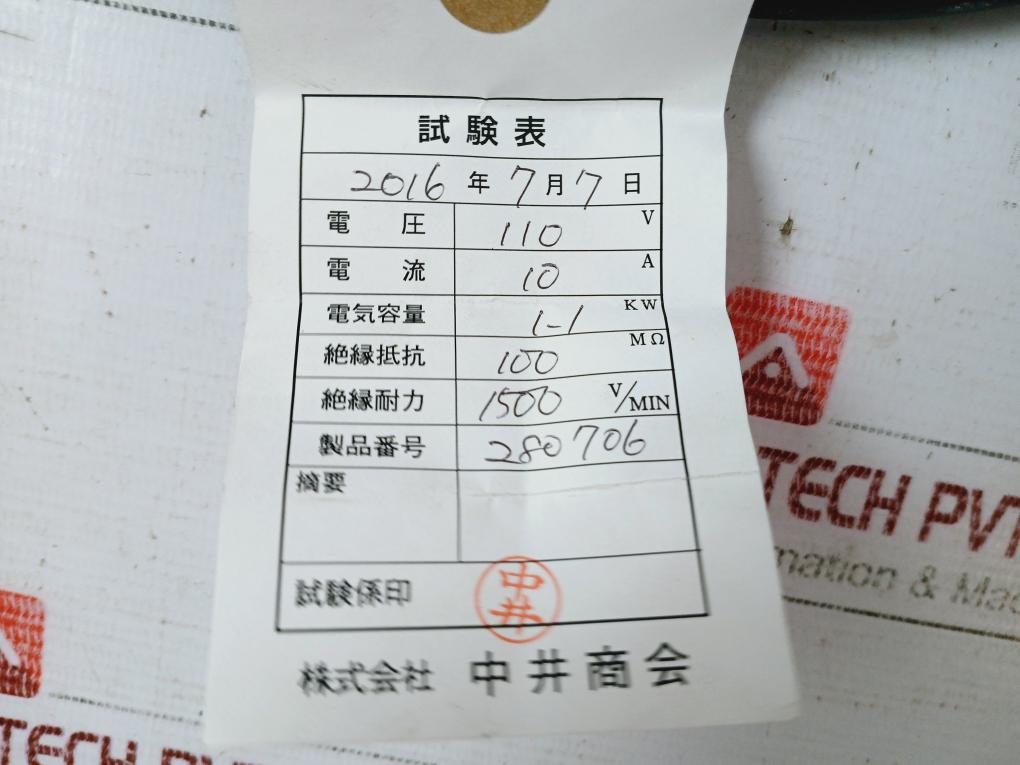 試験表
2016 年 7 月 7 日
電 圧 110 V
電 流 10 A
電気容量 1-1 KW
絶縁抵抗 100 MΩ
絶縁耐力 1500 V/MIN
製品番号 280706
摘要
試験係印 中井
株式会社 中井商会
TECH PVT
mation & Mac
TECH PVT